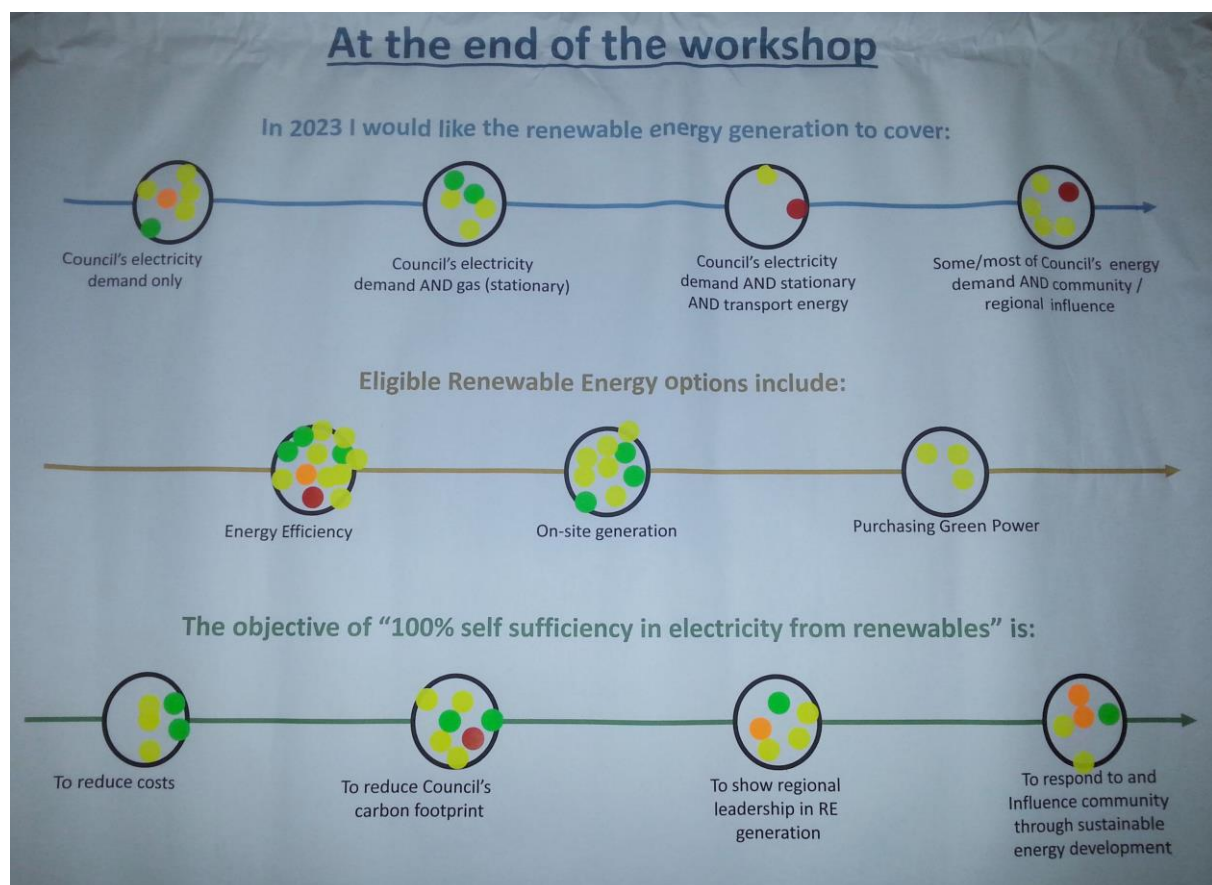 At the end of the workshop
In 2023 I would like the renewable energy generation to cover:
Council's electricity
demand only
Council's electricity
demand AND gas (stationary)
Council's electricity
demand AND stationary
AND transport energy
Some/most of Council's energy
demand AND community /
regional influence
Eligible Renewable Energy options include:
Energy Efficiency
On-site generation
Purchasing Green Power
The objective of “100% self sufficiency in electricity from renewables” is:
To reduce costs
To reduce Council's
carbon footprint
To show regional
leadership in RE
generation
To respond to and
Influence community
through sustainable
energy development